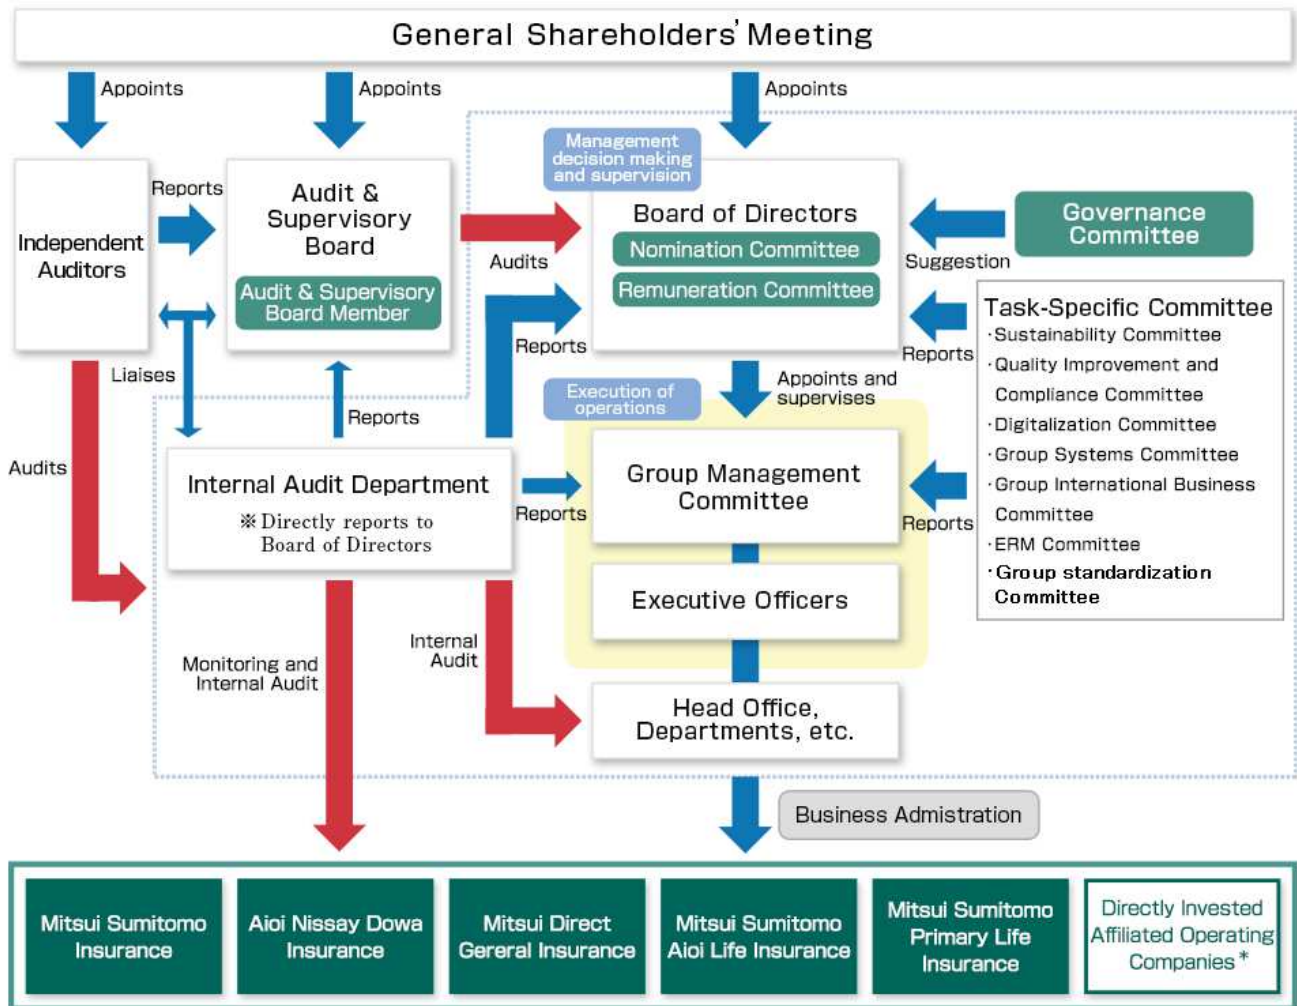 General Shareholders' Meeting
Appoints
Appoints
Appoints
Management
decision making
and supervision
Independent
Auditors
Reports
Audit &
Supervisory
Board
Audit & Supervisory
Board Member
Audits
Board of Directors
Nomination Committee
Remuneration Committee
Governance
Committee
Suggestion
Reports
Reports
Task-Specific Committee
·Sustainability Committee
·Quality Improvement and
Compliance Committee
·Digitalization Committee
·Group Systems Committee
·Group International Business
Committee
·ERM Committee
·Group standardization
Committee
Liaises
Reports
Execution of
operations
Appoints and
supervises
Audits
Internal Audit Department
※Directly reports to
Board of Directors
Reports
Group Management
Committee
Reports
Executive Officers
Monitoring and
Internal Audit
Internal
Audit
Head Office,
Departments, etc.
Business Admistration
Mitsui Sumitomo
Insurance
Aioi Nissay Dowa
Insurance
Mitsui Direct
Gereral Insurance
Mitsui Sumitomo
Aioi Life Insurance
Mitsui Sumitomo
Primary Life
Insurance
Directly Invested
Affiliated Operating
Companies*